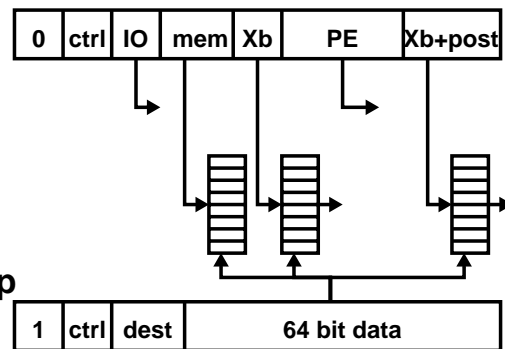 0 ctrl IO mem Xb PE Xb+post
p
1 ctrl dest 64 bit data